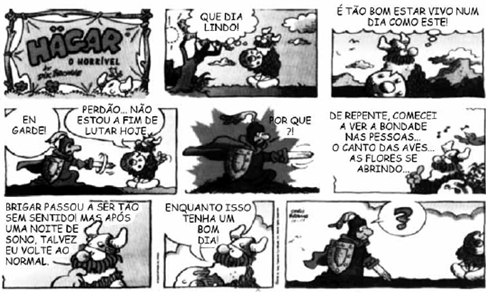 HÄGAR
O HORRÍVEL
DIK BROWNE
QUE DIA
LINDO!
É TÃO BOM ESTAR VIVO NUM
DIA COMO ESTE!
EN
GARDE!
PERDÃO... NÃO
ESTOU A FIM DE
LUTAR HOJE.
POR QUE
?!
DE REPENTE, COMECEI
A VER A BONDADE
NAS PESSOAS...
O CANTO DAS AVES...
AS FLORES SE
ABRINDO...
BRIGAR PASSOU A SER TÃO
SEM SENTIDO! MAS APÓS
UMA NOITE DE
SONO, TALVEZ
EU VOLTE AO
NORMAL.
ENQUANTO ISSO
TENHA UM
BOM
DIA!
?